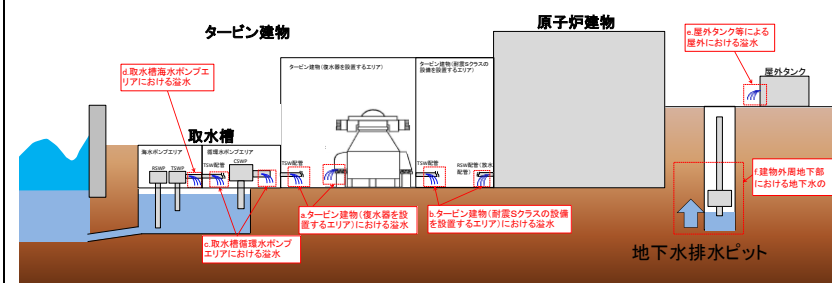 原子炉建物
タービン建物
e.屋外タンク等による
屋外における溢水
屋外タンク
タービン建物(復水器を設置するエリア)
タービン建物(耐震Sクラスの
設備を設置するエリア)
d.取水槽海水ポンプエ
リアにおける溢水
取水槽
海水ポンプエリア
循環水ポンプエリア
RSWP
TSWP
TSW配管
CSWP
TSW配管
TSW配管
RSW配管(放水
配管)
f.建物外周地下部
における地下水の
a.タービン建物(復水器を設
置するエリア)における溢水
b.タービン建物(耐震Sクラスの設備
を設置するエリア)における溢水
c.取水槽循環水ポンプ
エリアにおける溢水
地下水排水ピット